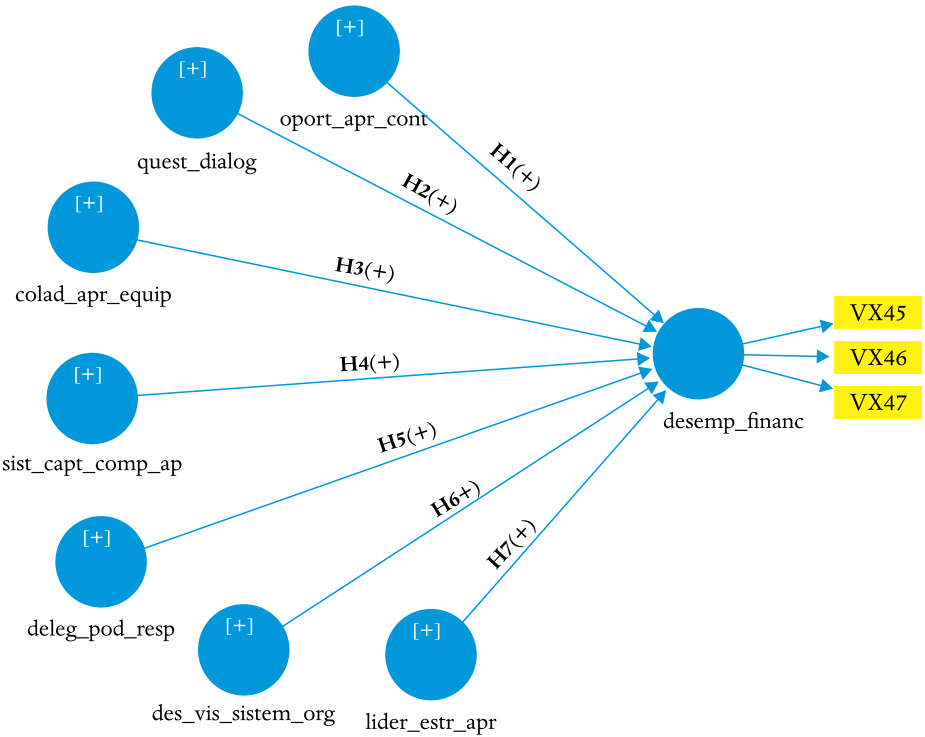 [+]
oport_apr_cont
[+]
quest_dialog
H1(+)
H2(+)
[+]
colad_apr_equip
H3(+)
VX45
VX46
VX47
desemp_financ
[+]
sist_capt_comp_ap
H4(+)
H5(+)
[+]
deleg_pod_resp
H6+)
[+]
des_vis_sistem_org
H7(+)
[+]
lider_estr_apr